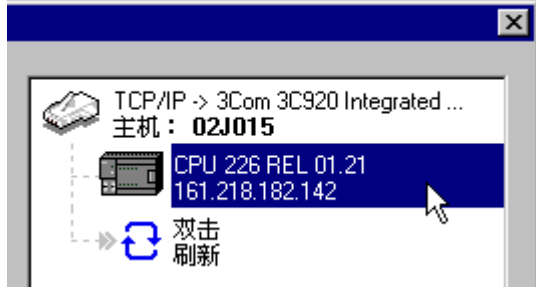 TCP/IP -> 3Com 3C920 Integrated ...
主机： 02J015
CPU 226 REL 01.21
161.218.182.142
双击
刷新